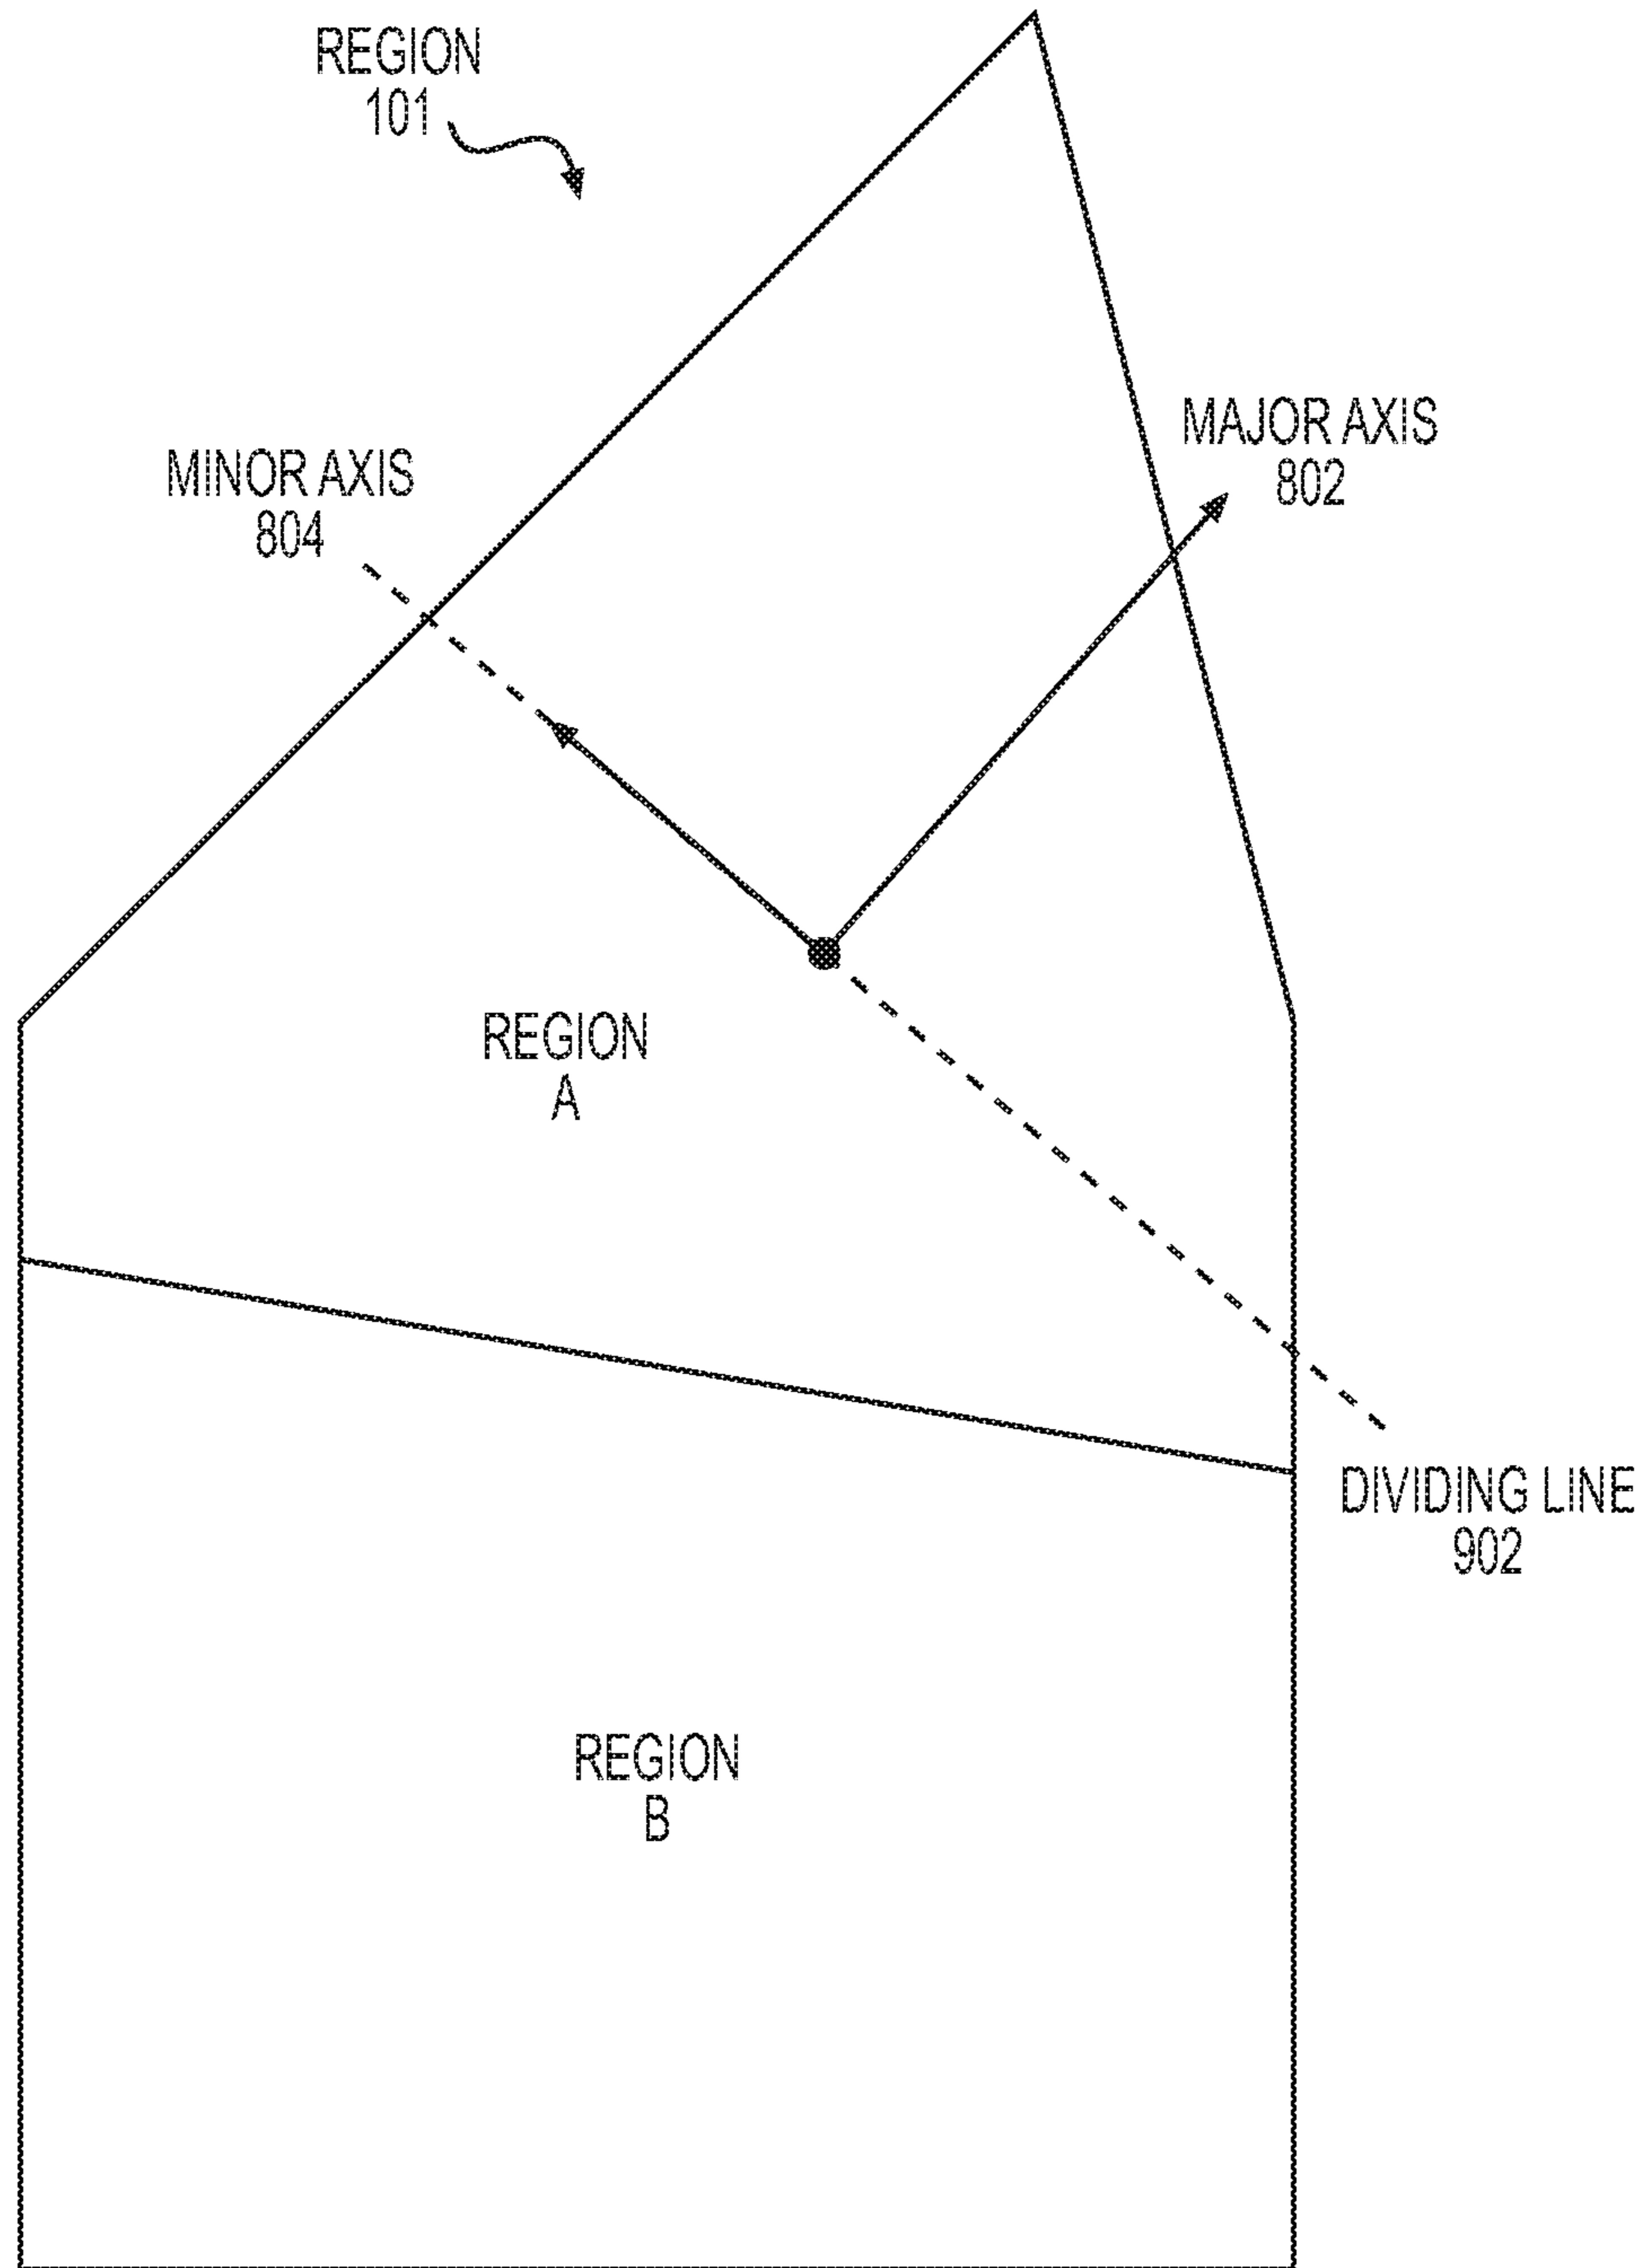 REGION
101
MAJOR AXIS
802
MINOR AXIS
804
REGION
A
DIVIDING LINE
902
REGION
B